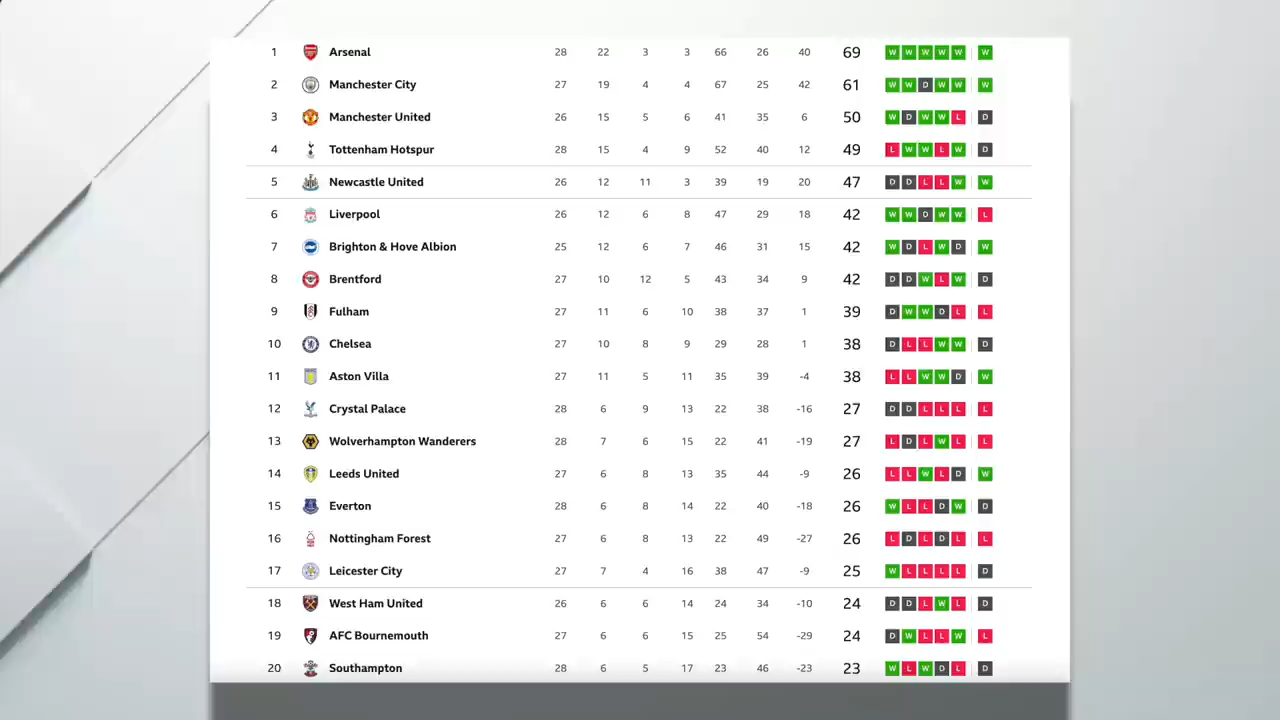 1 Arsenal 28 22 3 3 66 26 40 69 W W W W W W
2 Manchester City 27 19 4 4 67 25 42 61 W W D W W W
3 Manchester United 26 15 5 6 41 35 6 50 W D W W L D
4 Tottenham Hotspur 28 15 4 9 52 40 12 49 L W W L W D
5 Newcastle United 26 12 11 3 39 19 20 47 D D L L W W
6 Liverpool 26 12 6 8 47 29 18 42 W W D W W L
7 Brighton & Hove Albion 25 12 6 7 46 31 15 42 W D L W D W
8 Brentford 27 10 12 5 43 34 9 42 D D W L W D
9 Fulham 27 11 6 10 38 37 1 39 D W W D L L
10 Chelsea 27 10 8 9 29 28 1 38 D L L W W D
11 Aston Villa 27 11 5 11 35 39 -4 38 L L W W D W
12 Crystal Palace 28 6 9 13 22 38 -16 27 D D L L L L
13 Wolverhampton Wanderers 28 7 6 15 22 41 -19 27 L D L W L L
14 Leeds United 27 6 8 13 35 44 -9 26 L L W L D W
15 Everton 28 6 8 14 22 40 -18 26 W L L D W D
16 Nottingham Forest 27 6 8 13 22 49 -27 26 L D L D L L
17 Leicester City 27 7 4 16 38 47 -9 25 W L L L L D
18 West Ham United 26 6 6 14 24 34 -10 24 D D L W L D
19 AFC Bournemouth 27 6 6 15 25 54 -29 24 D W L L W L
20 Southampton 28 6 5 17 23 46 -23 23 W L W D L D